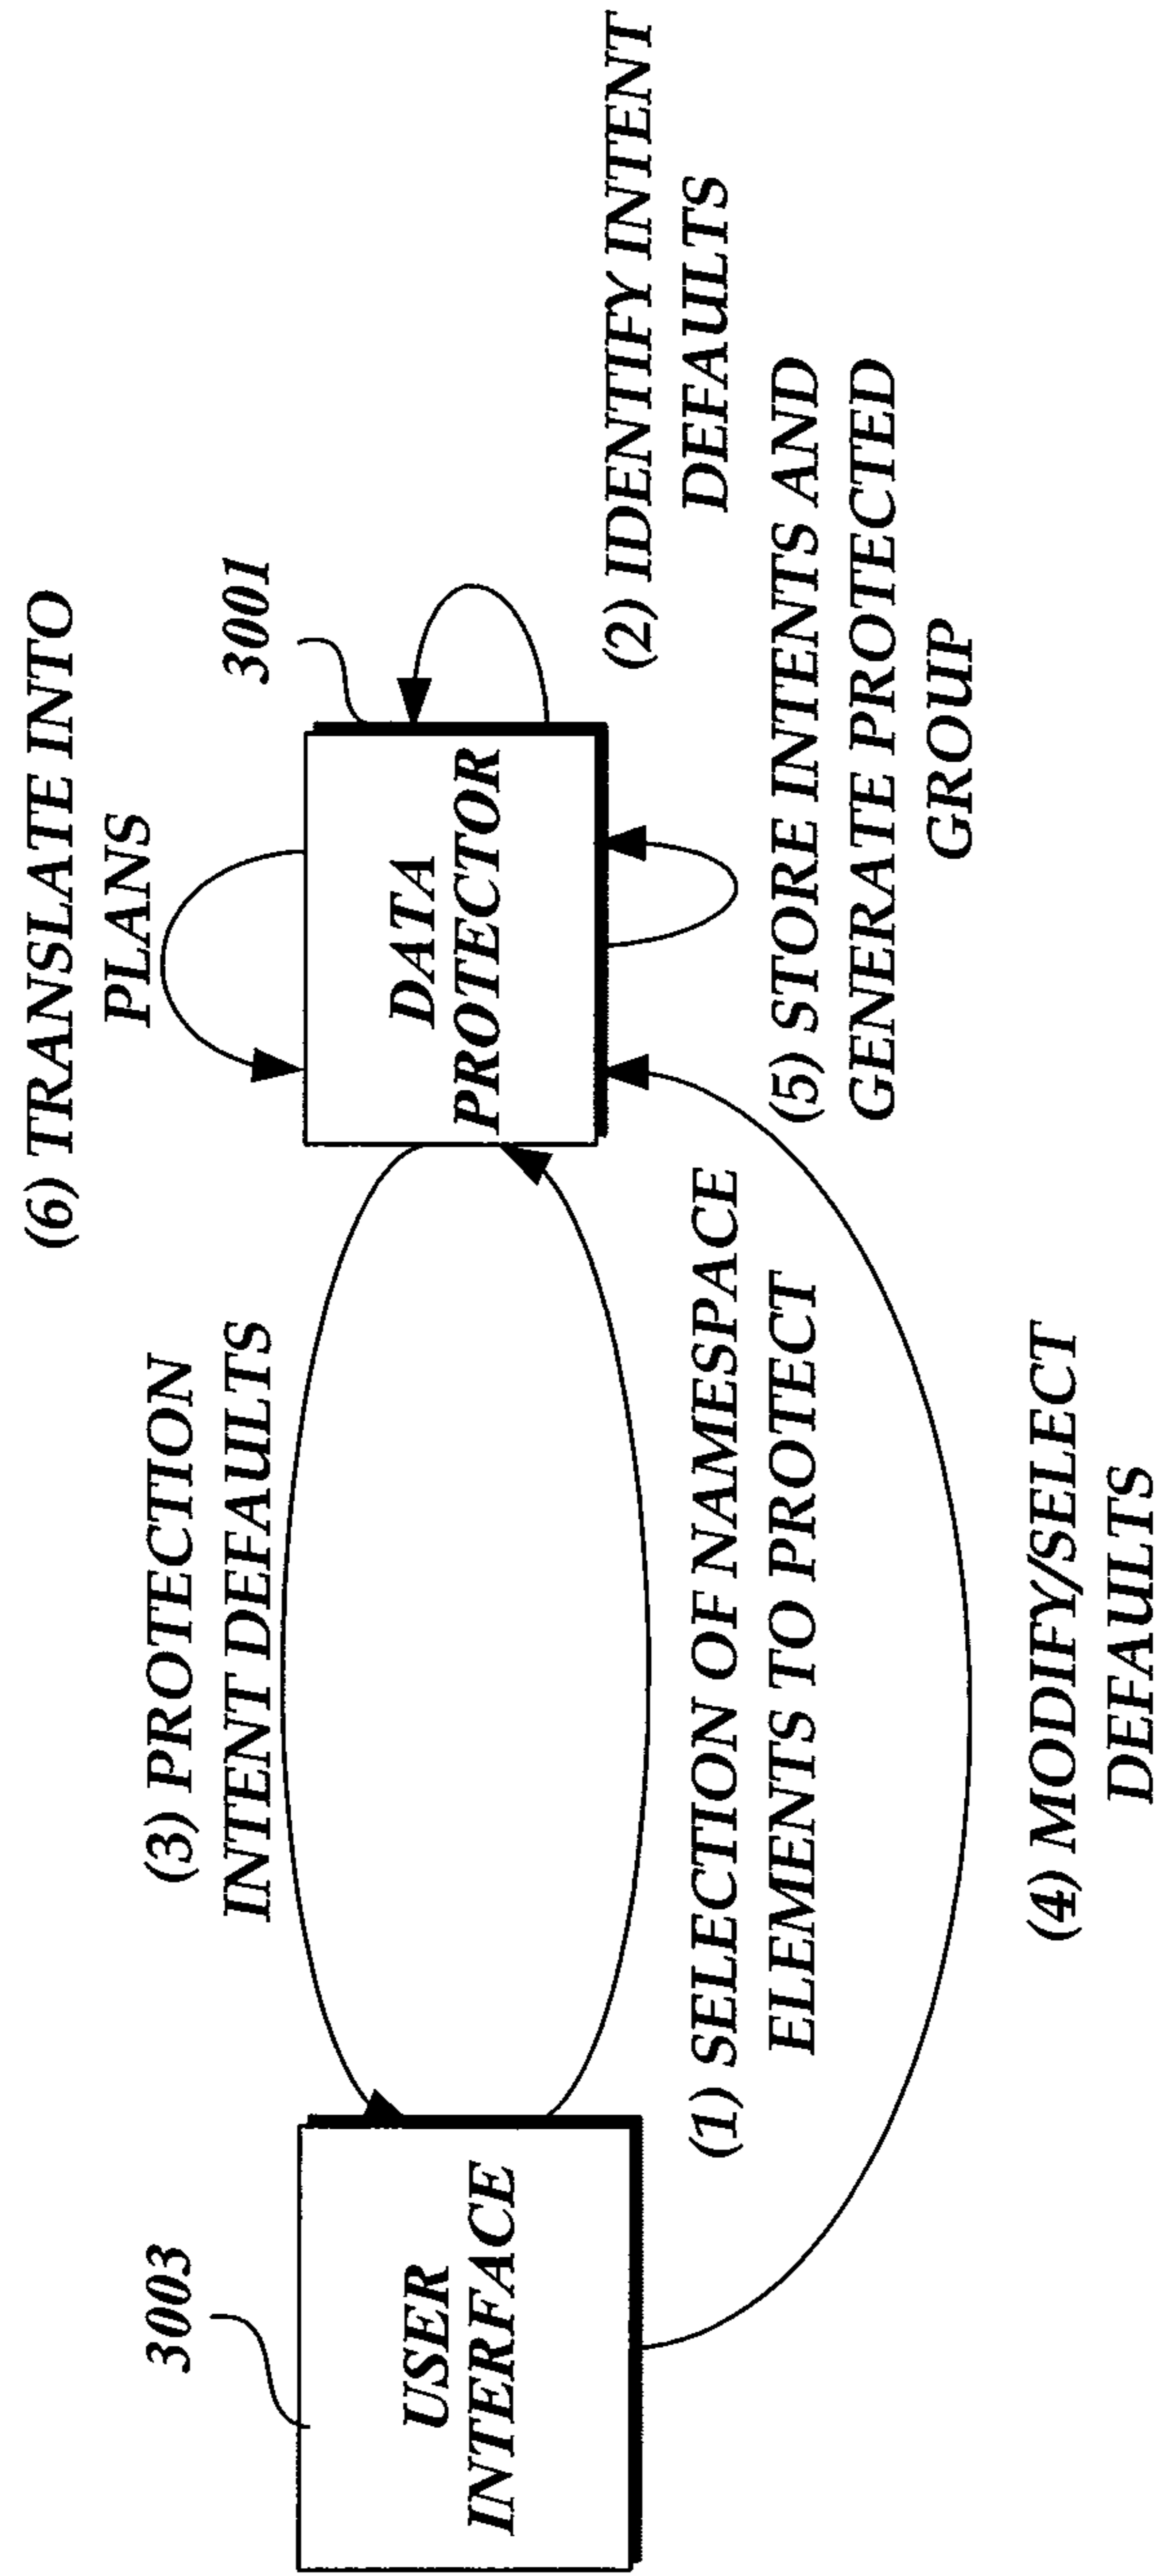 (6) TRANSLATE INTO
PLANS
(3) PROTECTION
INTENT DEFAULTS
3003
3001
USER
INTERFACE
DATA
PROTECTOR
(2) IDENTIFY INTENT
DEFAULTS
(1) SELECTION OF NAMESPACE
ELEMENTS TO PROTECT
(5) STORE INTENTS AND
GENERATE PROTECTED
GROUP
(4) MODIFY/SELECT
DEFAULTS